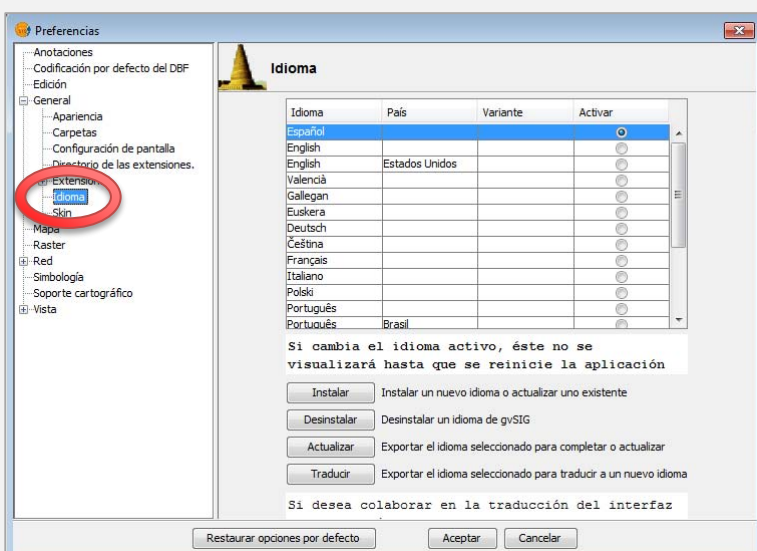 Preferencias
Anotaciones
Codificación por defecto del DBF
Edición
General
Apariencia
Carpetas
Configuración de pantalla
Directorio de las extensiones.
Extension
Idioma
Skin
Mapa
Raster
Red
Simbología
Soporte cartográfico
Vista
Idioma
Idioma País Variante Activar
Español
English
English Estados Unidos
Valencià
Gallegan
Euskera
Deutsch
Čeština
Français
Italiano
Polski
Português
Português Brasil
Si cambia el idioma activo, éste no se
visualizará hasta que se reinicie la aplicación
Instalar Instalar un nuevo idioma o actualizar uno existente
Desinstalar Desinstalar un idioma de gvSIG
Actualizar Exportar el idioma seleccionado para completar o actualizar
Traducir Exportar el idioma seleccionado para traducir a un nuevo idioma
Si desea colaborar en la traducción del interfaz
Restaurar opciones por defecto Aceptar Cancelar